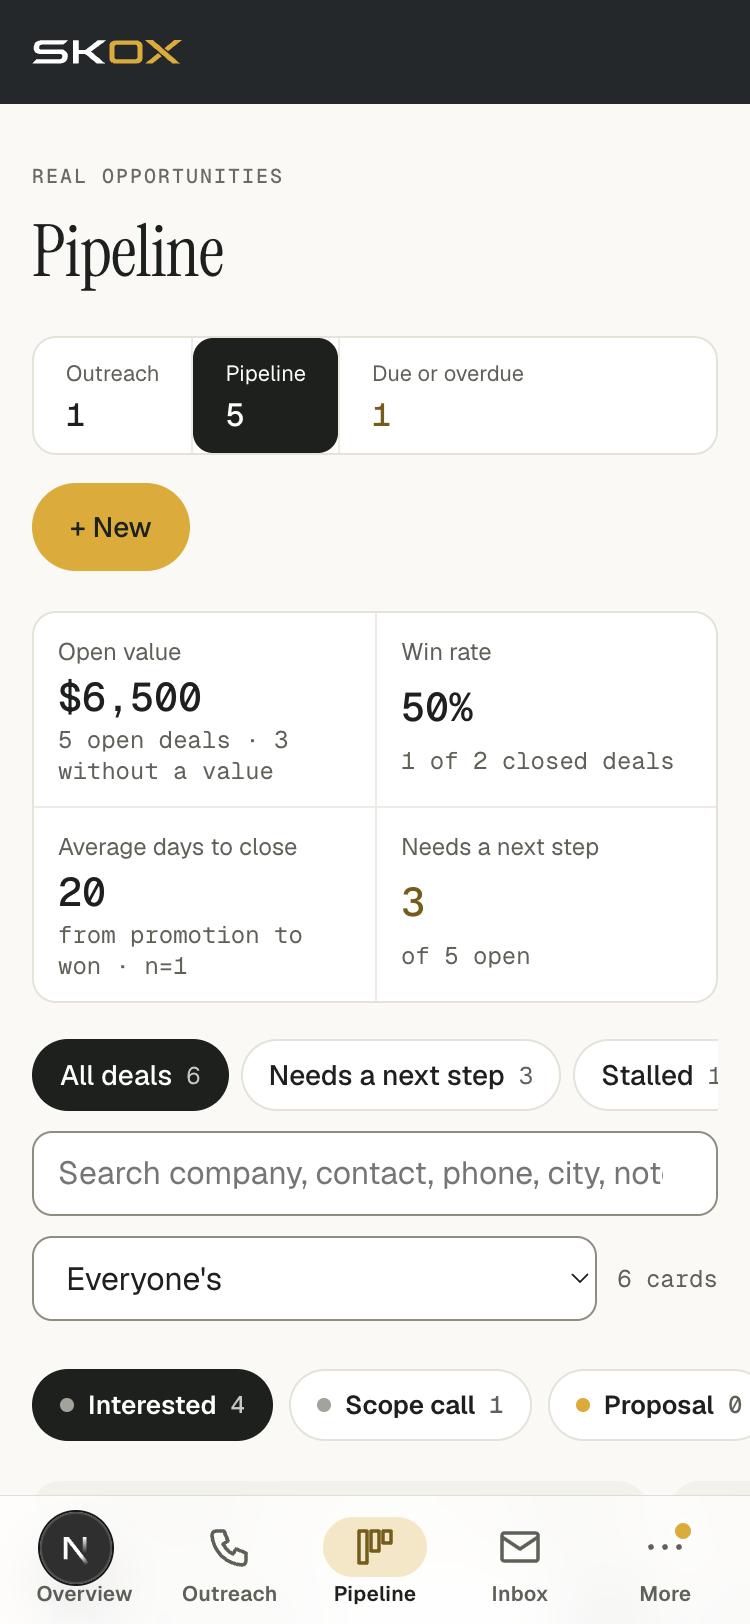 SKOX
REAL OPPORTUNITIES
Pipeline
Outreach
1
Pipeline
5
Due or overdue
1
+ New
Open value
$6,500
5 open deals · 3
without a value
Win rate
50%
1 of 2 closed deals
Average days to close
20
from promotion to
won · n=1
Needs a next step
3
of 5 open
All deals 6
Needs a next step 3
Stalled 1
Search company, contact, phone, city, not
Everyone's
6 cards
Interested 4
Scope call 1
Proposal 0
N
Overview
Outreach
Pipeline
Inbox
More